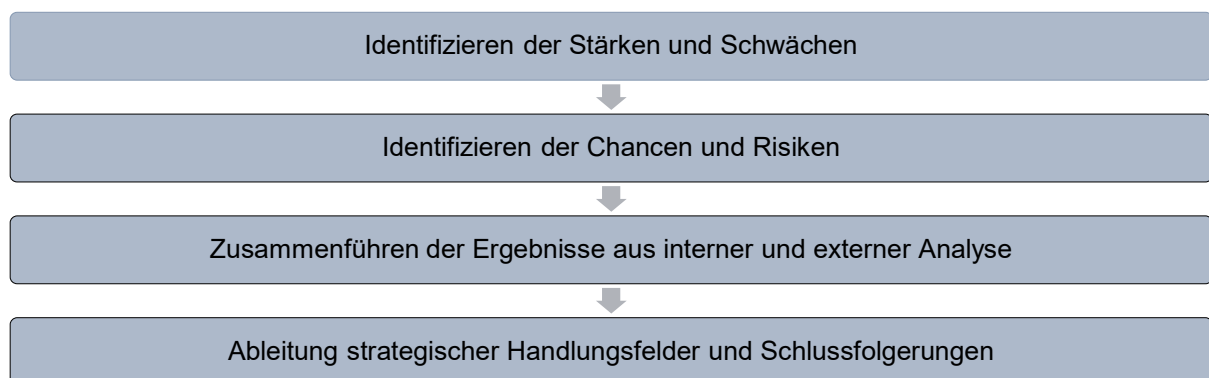 Identifizieren der Stärken und Schwächen
Identifizieren der Chancen und Risiken
Zusammenführen der Ergebnisse aus interner und externer Analyse
Ableitung strategischer Handlungsfelder und Schlussfolgerungen